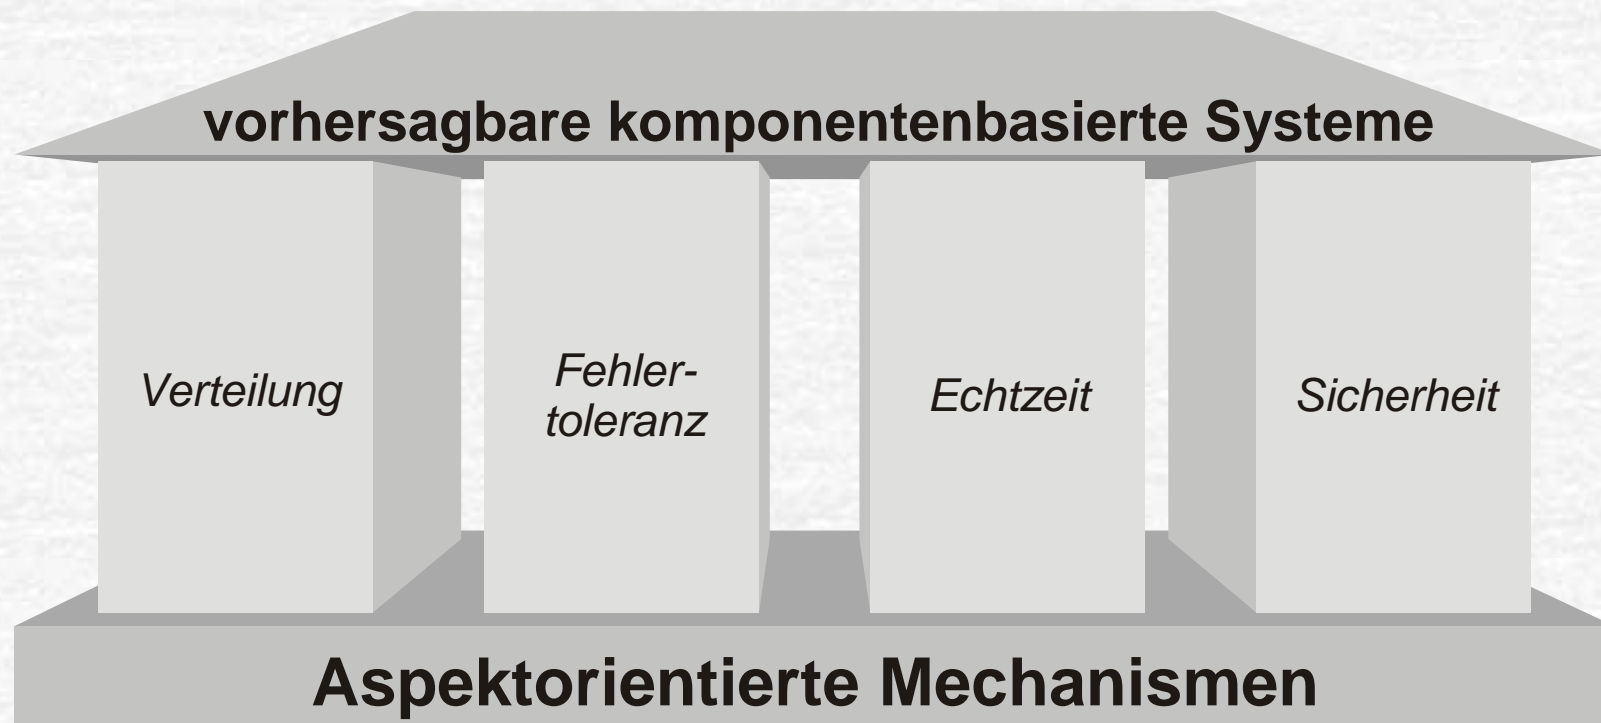 vorhersagbare komponentenbasierte Systeme
Verteilung
Fehler-
toleranz
Echtzeit
Sicherheit
Aspektorientierte Mechanismen